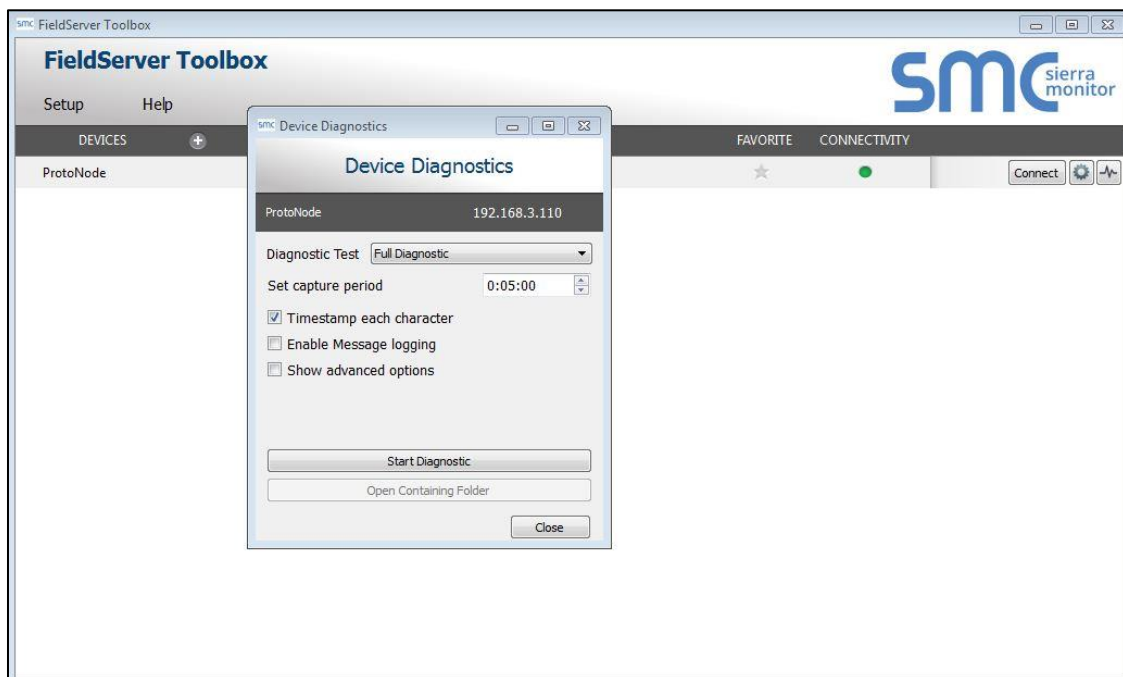 smc FieldServer Toolbox
FieldServer Toolbox
smc sierra monitor
Setup Help
DEVICES FAVORITE CONNECTIVITY
ProtoNode Connect
smc Device Diagnostics
Device Diagnostics
ProtoNode 192.168.3.110
Diagnostic Test Full Diagnostic
Set capture period 0:05:00
Timestamp each character
Enable Message logging
Show advanced options
Start Diagnostic
Open Containing Folder
Close